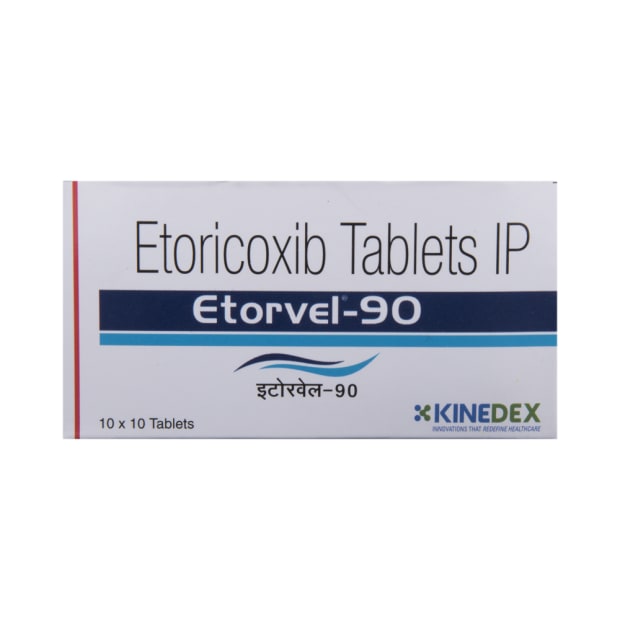 Etoricoxib Tablets IP
Etorvel®-90
इटोरवेल-90
10 x 10 Tablets
KINEDEX
INNOVATIONS THAT REDEFINE HEALTHCARE